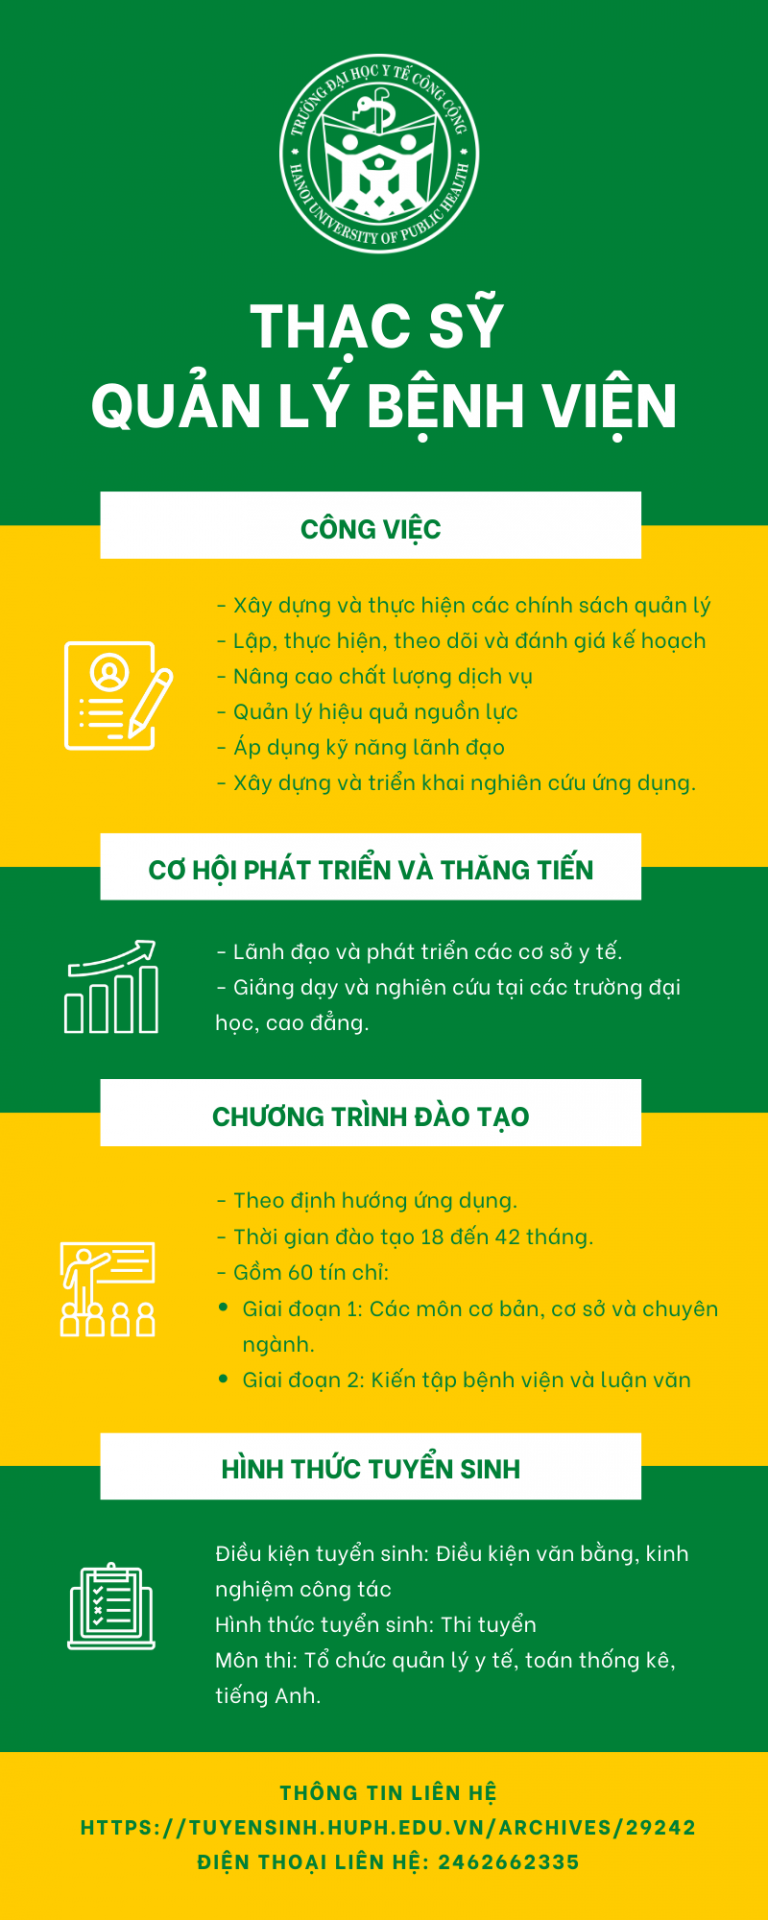 TRƯỜNG ĐẠI HỌC Y TẾ CÔNG CỘNG
HANOI UNIVERSITY OF PUBLIC HEALTH
THẠC SỸ
QUẢN LÝ BỆNH VIỆN
CÔNG VIỆC
- Xây dựng và thực hiện các chính sách quản lý
- Lập, thực hiện, theo dõi và đánh giá kế hoạch
- Nâng cao chất lượng dịch vụ
- Quản lý hiệu quả nguồn lực
- Áp dụng kỹ năng lãnh đạo
- Xây dựng và triển khai nghiên cứu ứng dụng.
CƠ HỘI PHÁT TRIỂN VÀ THĂNG TIẾN
- Lãnh đạo và phát triển các cơ sở y tế.
- Giảng dạy và nghiên cứu tại các trường đại
học, cao đẳng.
CHƯƠNG TRÌNH ĐÀO TẠO
- Theo định hướng ứng dụng.
- Thời gian đào tạo 18 đến 42 tháng.
- Gồm 60 tín chỉ:
• Giai đoạn 1: Các môn cơ bản, cơ sở và chuyên
ngành.
• Giai đoạn 2: Kiến tập bệnh viện và luận văn
HÌNH THỨC TUYỂN SINH
Điều kiện tuyển sinh: Điều kiện văn bằng, kinh
nghiệm công tác
Hình thức tuyển sinh: Thi tuyển
Môn thi: Tổ chức quản lý y tế, toán thống kê,
tiếng Anh.
THÔNG TIN LIÊN HỆ
HTTPS://TUYENSINH.HUPH.EDU.VN/ARCHIVES/29242
ĐIỆN THOẠI LIÊN HỆ: 2462662335